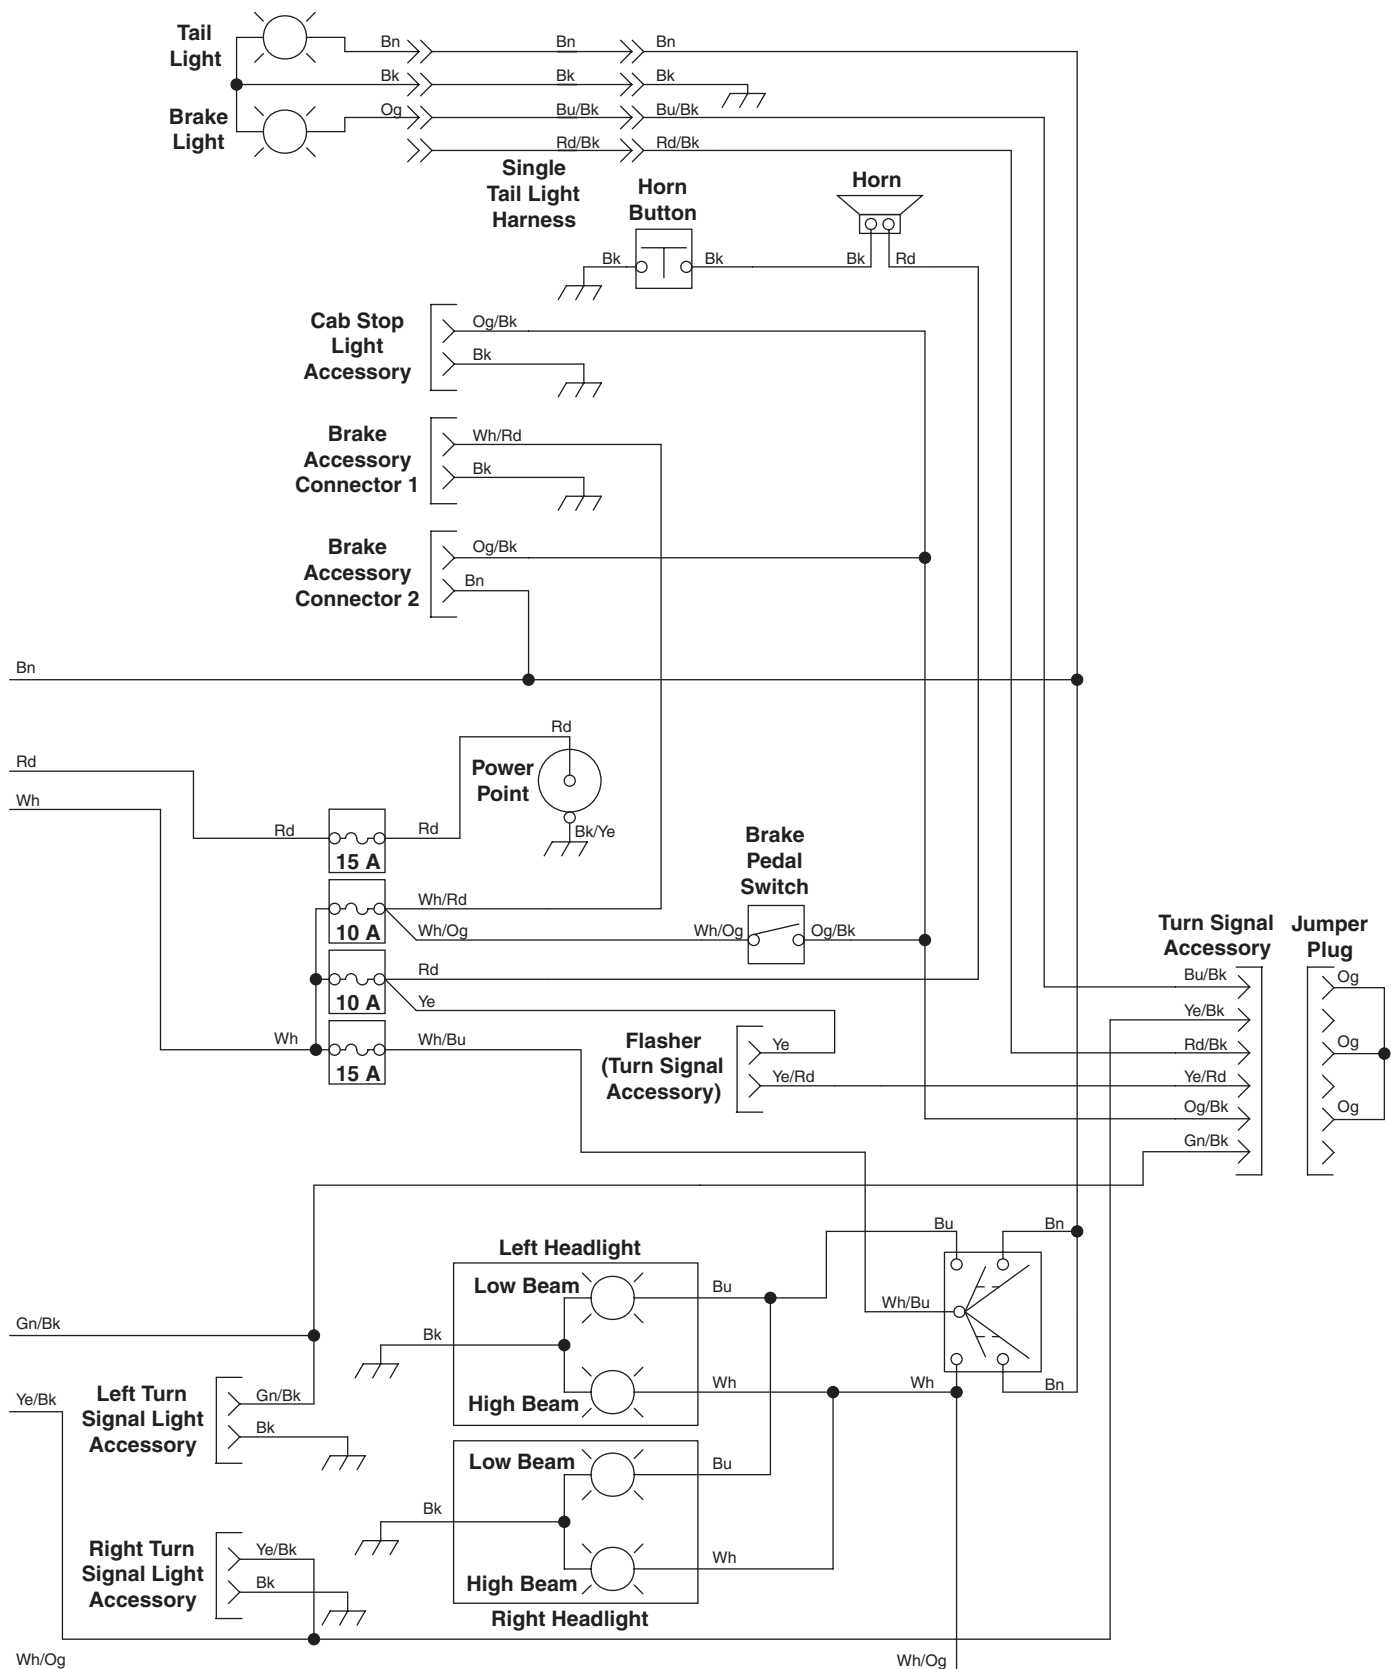 Tail
Light
Bn
Bn
Bn
Bk
Bk
Bk
Brake
Light
Og
Bu/Bk
Bu/Bk
Rd/Bk
Rd/Bk
Single
Tail Light
Harness
Horn
Button
Horn
Bk
Bk
Bk
Rd
Cab Stop
Light
Accessory
Og/Bk
Bk
Brake
Accessory
Connector 1
Wh/Rd
Bk
Brake
Accessory
Connector 2
Og/Bk
Bn
Bn
Rd
Rd
Wh
Power
Point
Bk/Ye
Rd
Rd
15 A
Brake
Pedal
Switch
Wh/Rd
Wh/Og
Wh/Og
Og/Bk
10 A
Rd
Ye
10 A
Wh
Wh/Bu
15 A
Flasher
(Turn Signal
Accessory)
Ye
Ye/Rd
Turn Signal
Accessory
Jumper
Plug
Bu/Bk
Ye/Bk
Rd/Bk
Ye/Rd
Og/Bk
Gn/Bk
Og
Og
Og
Left Headlight
Low Beam
Bu
Bu
Bn
Wh/Bu
Gn/Bk
Bk
High Beam
Wh
Wh
Bn
Ye/Bk
Left Turn
Signal Light
Accessory
Gn/Bk
Bk
Low Beam
Bu
Bk
High Beam
Wh
Right Headlight
Right Turn
Signal Light
Accessory
Ye/Bk
Bk
Wh/Og
Wh/Og